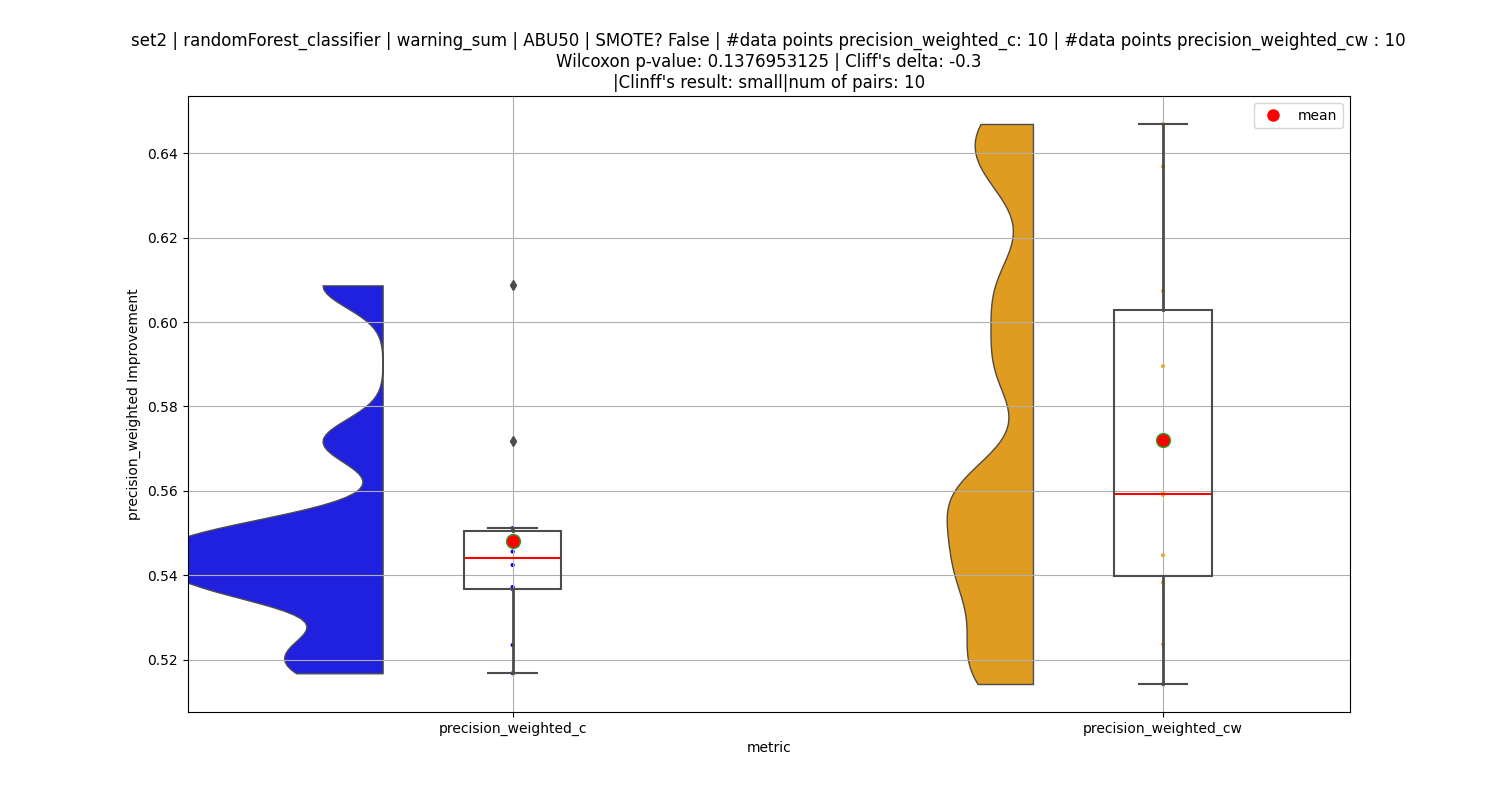 set2 | randomForest_classifier | warning_sum | ABU50 | SMOTE? False | #data points precision_weighted_c: 10 | #data points precision_weighted_cw : 10
Wilcoxon p-value: 0.1376953125 | Cliff's delta: -0.3
|Clinff's result: small|num of pairs: 10
mean
0.64
0.62
0.60
0.58
0.56
0.54
0.52
precision_weighted Improvement
precision_weighted_c
precision_weighted_cw
metric